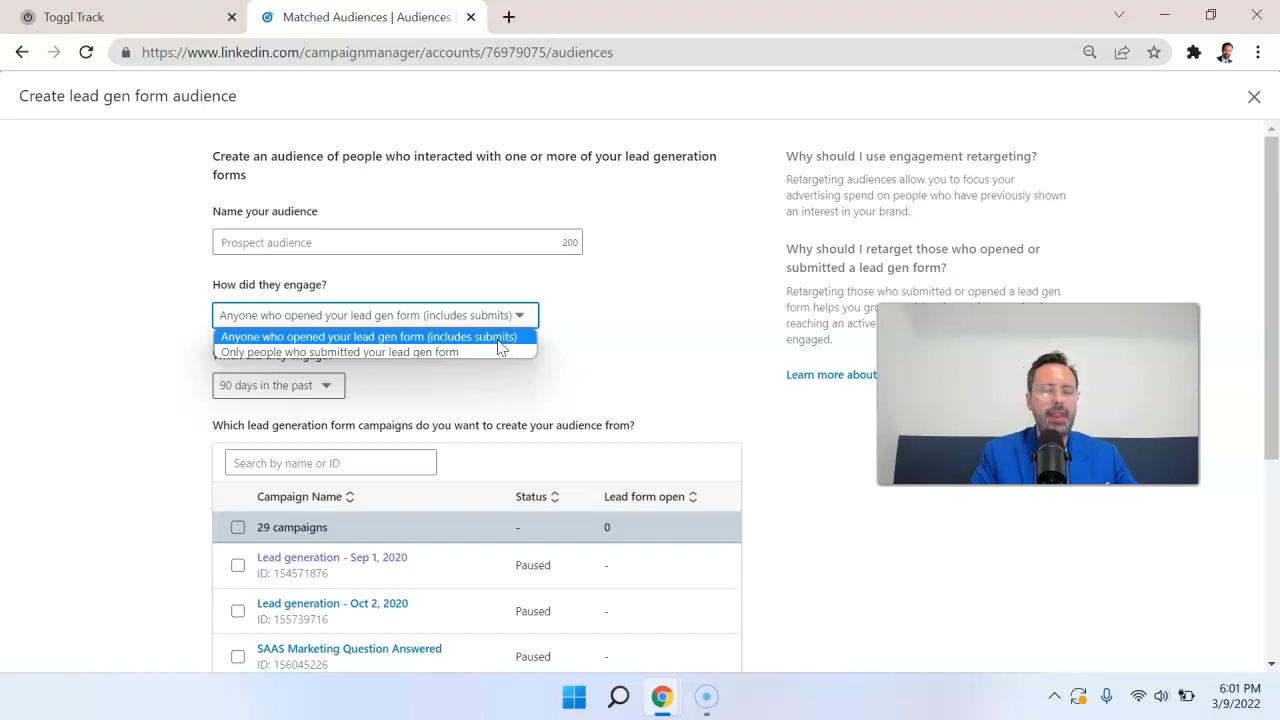 Toggl Track
Matched Audiences | Audiences
https://www.linkedin.com/campaignmanager/accounts/76979075/audiences
Create lead gen form audience
Create an audience of people who interacted with one or more of your lead generation
forms
Name your audience
Prospect audience 200
How did they engage?
Anyone who opened your lead gen form (includes submits)
Anyone who opened your lead gen form (includes submits)
Only people who submitted your lead gen form
When did they engage?
90 days in the past
Which lead generation form campaigns do you want to create your audience from?
Search by name or ID
Campaign Name Status Lead form open
29 campaigns - 0
Lead generation - Sep 1, 2020
ID: 154571876
Paused -
Lead generation - Oct 2, 2020
ID: 155739716
Paused -
SAAS Marketing Question Answered
ID: 156045226
Paused -
Why should I use engagement retargeting?
Retargeting audiences allow you to focus your
advertising spend on people who have previously shown
an interest in your brand.
Why should I retarget those who opened or
submitted a lead gen form?
Retargeting those who submitted or opened a lead gen
form helps you
reaching an active
engaged.
Learn more about
6:01 PM
3/9/2022